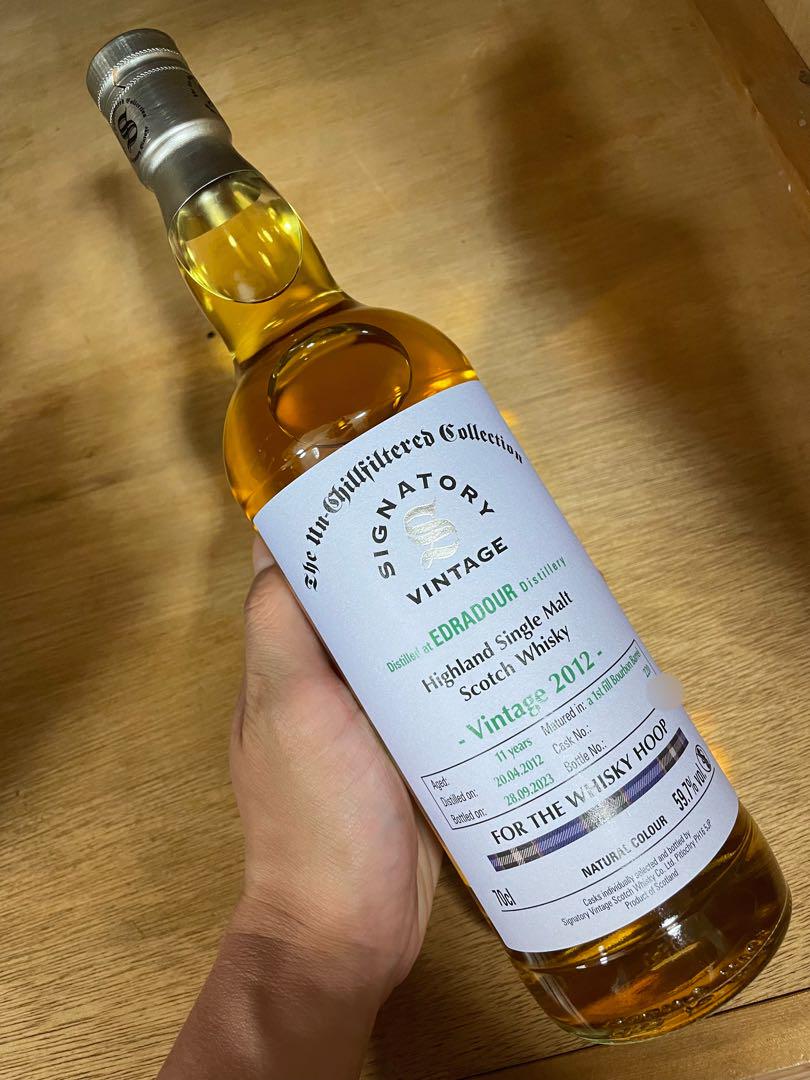 The Un-Chillfiltered Collection
SIGNATORY
S
VINTAGE
Distilled at EDRADOUR Distillery
Highland Single Malt
Scotch Whisky
- Vintage 2012 -
Aged: 11 years Matured in: a 1st fill Bourbon Barrel
Distilled on: 20.04.2012 Cask No.: 220
Bottled on: 28.09.2023 Bottle No.:
FOR THE WHISKY HOOP
NATURAL COLOUR
70cl 59.7% vol
S
Casks individually selected and bottled by
Signatory Vintage Scotch Whisky Co. Ltd. Pitlochry PH16 5JP
Product of Scotland